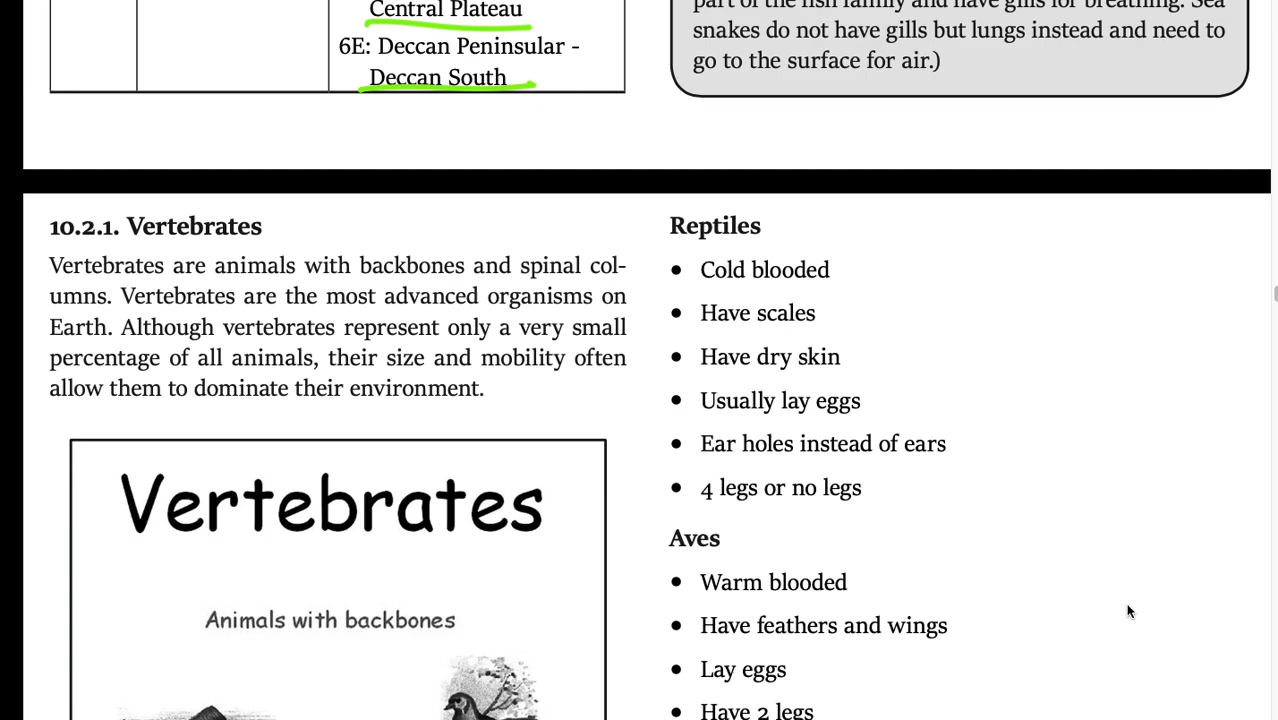 Central Plateau
6E: Deccan Peninsular -
Deccan South
snakes do not have gills but lungs instead and need to
go to the surface for air.)
10.2.1. Vertebrates
Vertebrates are animals with backbones and spinal col-
umns. Vertebrates are the most advanced organisms on
Earth. Although vertebrates represent only a very small
percentage of all animals, their size and mobility often
allow them to dominate their environment.
Vertebrates
Animals with backbones
Reptiles
• Cold blooded
• Have scales
• Have dry skin
• Usually lay eggs
• Ear holes instead of ears
• 4 legs or no legs
Aves
• Warm blooded
• Have feathers and wings
• Lay eggs
• Have 2 legs